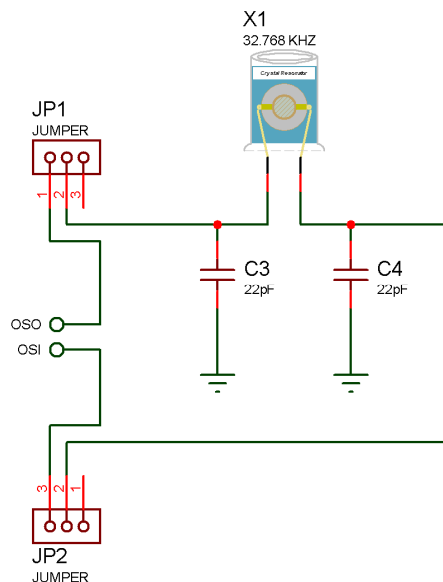 X1
32.768 KHZ
Crystal Resonator
JP1
JUMPER
1 2 3
C3
22pF
C4
22pF
OSO
OSI
3 2 1
JP2
JUMPER